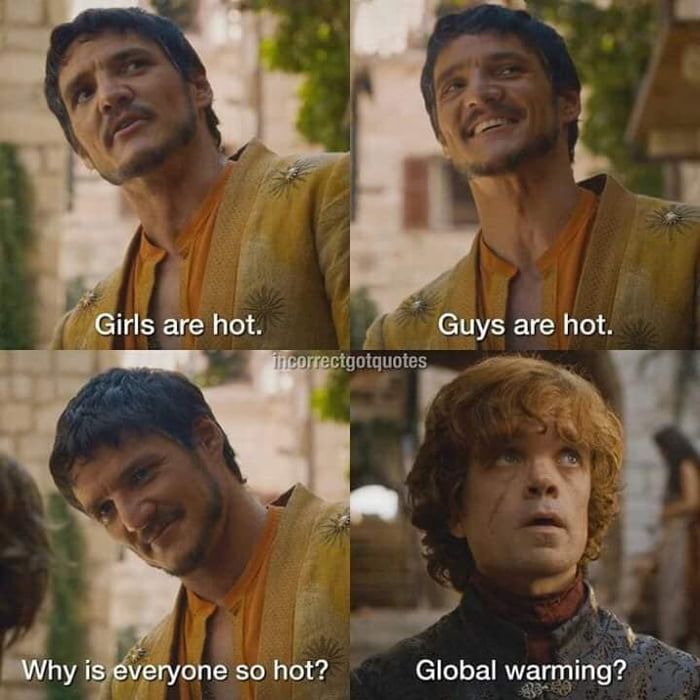 Girls are hot.
Guys are hot.
incorrectgotquotes
Why is everyone so hot?
Global warming?